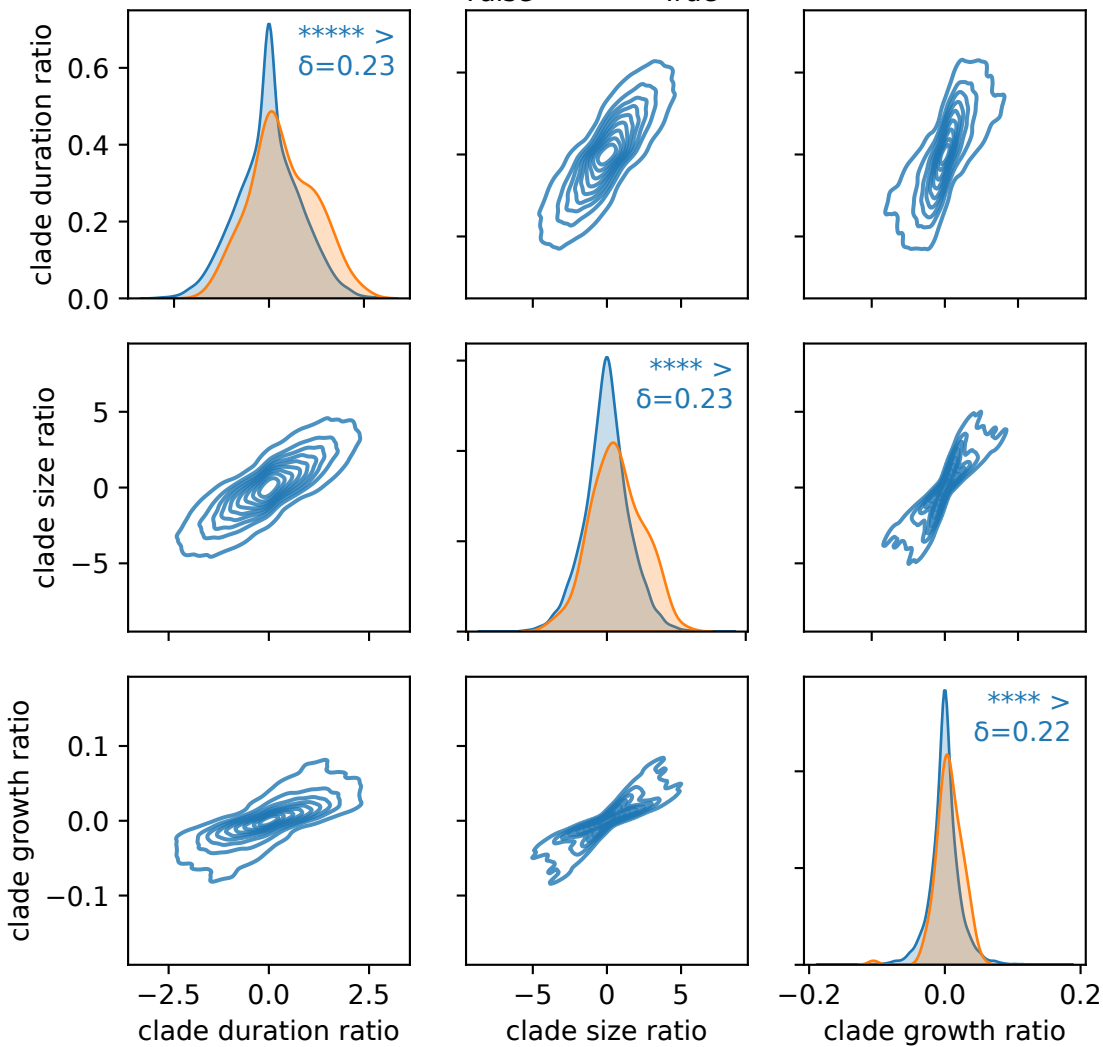 clade duration ratio
0.6
0.4
0.2
0.0
***** >
δ=0.23
clade size ratio
5
0
−5
**** >
δ=0.23
clade growth ratio
0.1
0.0
−0.1
**** >
δ=0.22
−2.5 0.0 2.5
−5 0 5
−0.2 0.0 0.2
clade duration ratio
clade size ratio
clade growth ratio